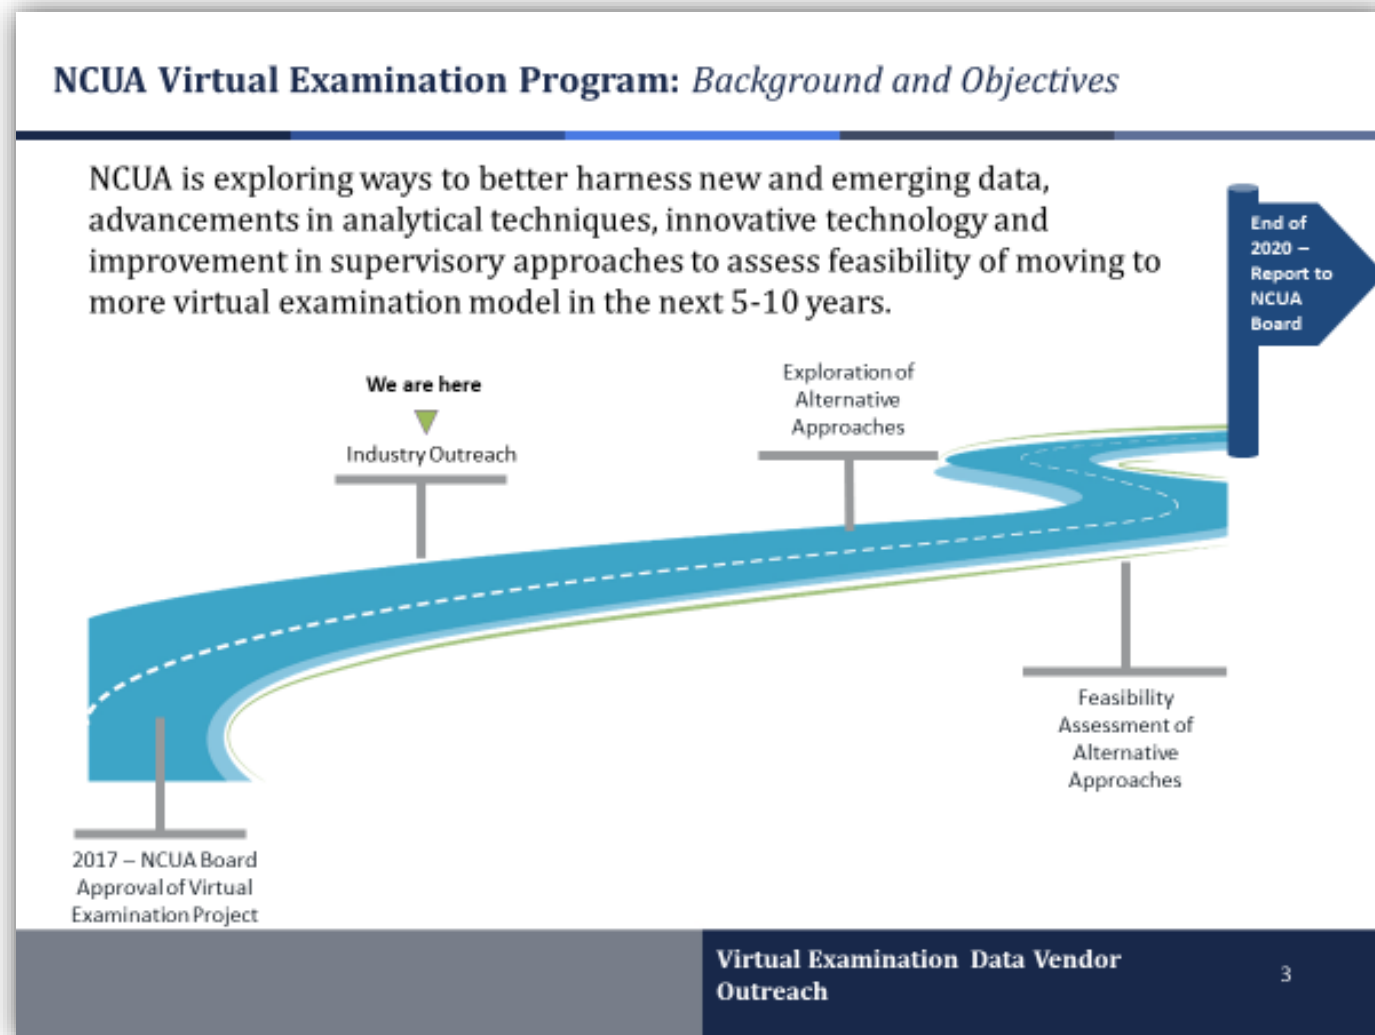 NCUA Virtual Examination Program: Background and Objectives
NCUA is exploring ways to better harness new and emerging data,
advancements in analytical techniques, innovative technology and
improvement in supervisory approaches to assess feasibility of moving to
more virtual examination model in the next 5-10 years.
End of
2020 –
Report to
NCUA
Board
We are here
Industry Outreach
Exploration of
Alternative
Approaches
Feasibility
Assessment of
Alternative
Approaches
2017 – NCUA Board
Approval of Virtual
Examination Project
Virtual Examination Data Vendor
Outreach
3